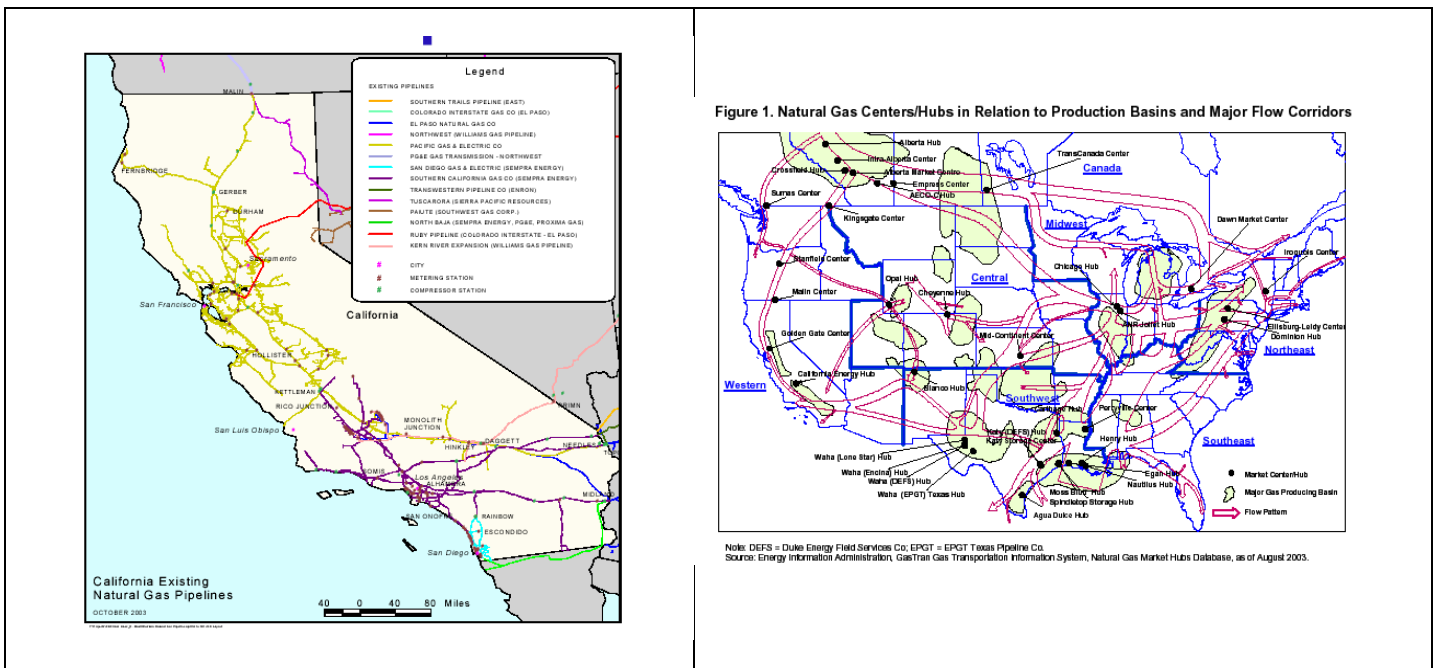 Legend
EXISTING PIPELINES
SOUTHERN TRAILS PIPELINE (EAST)
COLORADO INTERSTATE GAS CO (EL PASO)
EL PASO NATURAL GAS CO
NORTHWEST (WILLIAMS GAS PIPELINE)
PACIFIC GAS & ELECTRIC CO
PG&E GAS TRANSMISSION - NORTHWEST
SAN DIEGO GAS & ELECTRIC (SEMPRA ENERGY)
SOUTHERN CALIFORNIA GAS CO (SEMPRA ENERGY)
TRANSWESTERN PIPELINE CO (ENRON)
TUSCARORA (SIERRA PACIFIC RESOURCES)
PAIUTE (SOUTHWEST GAS CORP.)
NORTH BAJA (SEMPRA ENERGY, PG&E, PROXIMA GAS)
RUBY PIPELINE (COLORADO INTERSTATE - EL PASO)
KERN RIVER EXPANSION (WILLIAMS GAS PIPELINE)
# CITY
# METERING STATION
# COMPRESSOR STATION
MALIN
FERNBRIDGE
GERBER
DURHAM
Sacramento
San Francisco
California
HOLLISTER
KETTLEMAN
RICO JUNCTION
San Luis Obispo
MONOLITH
JUNCTION
DAGGETT
HINKLEY
NEEDLES
SOMIS
Los Angeles
ALHAMBRA
MIDLAND
SAN ONOFRE
RAINBOW
ESCONDIDO
San Diego
California Existing
Natural Gas Pipelines
OCTOBER 2003
40 0 40 80 Miles
Figure 1. Natural Gas Centers/Hubs in Relation to Production Basins and Major Flow Corridors
Alberta Hub
Intra Alberta Center
TransCanada Center
Crossfield Hub
Alberta Market Centre
Canada
Empress Center
Sumas Center
AECO-C Hub
Kingsgate Center
Dawn Market Center
Midwest
Iroquois Center
Stanfield Center
Chicago Hub
Opal Hub
Central
Malin Center
Cheyenne Hub
ANR Joliet Hub
Ellisburg-Leidy Center
Golden Gate Center
Mid-Continent Center
Dominion Hub
Northeast
California Energy Hub
Western
Blanco Hub
Southwest
Carthage Hub
Perryville Center
Katy (DEFS) Hub
Katy Storage Center
Henry Hub
Southeast
Waha (Lone Star) Hub
Waha (Encina) Hub
Waha (DEFS) Hub
Waha (EPGT) Texas Hub
Egan Hub
Nautilus Hub
Moss Bluff Hub
Spindletop Storage Hub
Agua Dulce Hub
Market Center/Hub
Major Gas Producing Basin
Flow Pattern
Note: DEFS = Duke Energy Field Services Co; EPGT = EPGT Texas Pipeline Co.
Source: Energy Information Administration, GasTran Gas Transportation Information System, Natural Gas Market Hubs Database, as of August 2003.